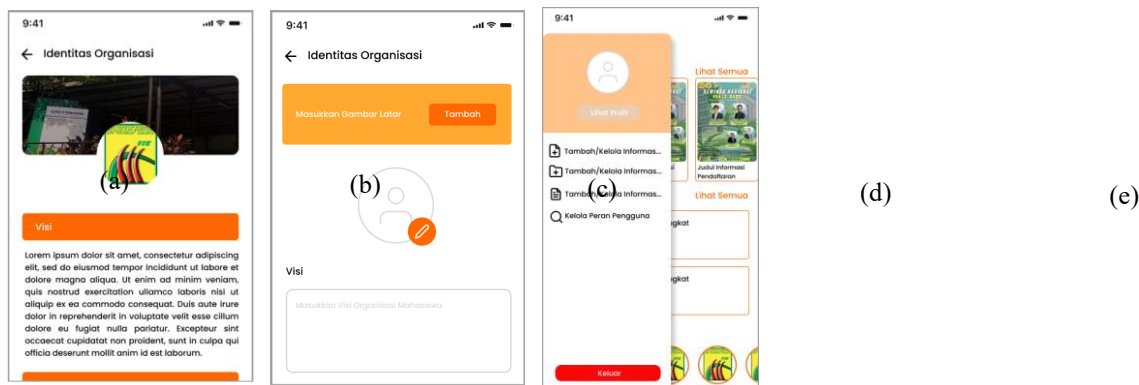 9:41
Identitas Organisasi
(a)
Visi
Lorem ipsum dolor sit amet, consectetur adipiscing
elit, sed do eiusmod tempor incididunt ut labore et
dolore magna aliqua. Ut enim ad minim veniam,
quis nostrud exercitation ullamco laboris nisi ut
aliquip ex ea commodo consequat. Duis aute irure
dolor in reprehenderit in voluptate velit esse cillum
dolore eu fugiat nulla pariatur. Excepteur sint
occaecat cupidatat non proident, sunt in culpa qui
officia deserunt mollit anim id est laborum.
9:41
Identitas Organisasi
Masukkan Gambar Latar
Tambah
(b)
Visi
Masukkan Visi Organisasi Mahasiswa
9:41
Lihat Profil
Tambah/Kelola Informas...
Tambah/Kelola Informas...
Tambah/Kelola Informas...
(c)
Kelola Peran Pengguna
Keluar
Lihat Semua
Judul Informasi
Pendaftaran
Lihat Semua
ngkat
ngkat
(d)
(e)